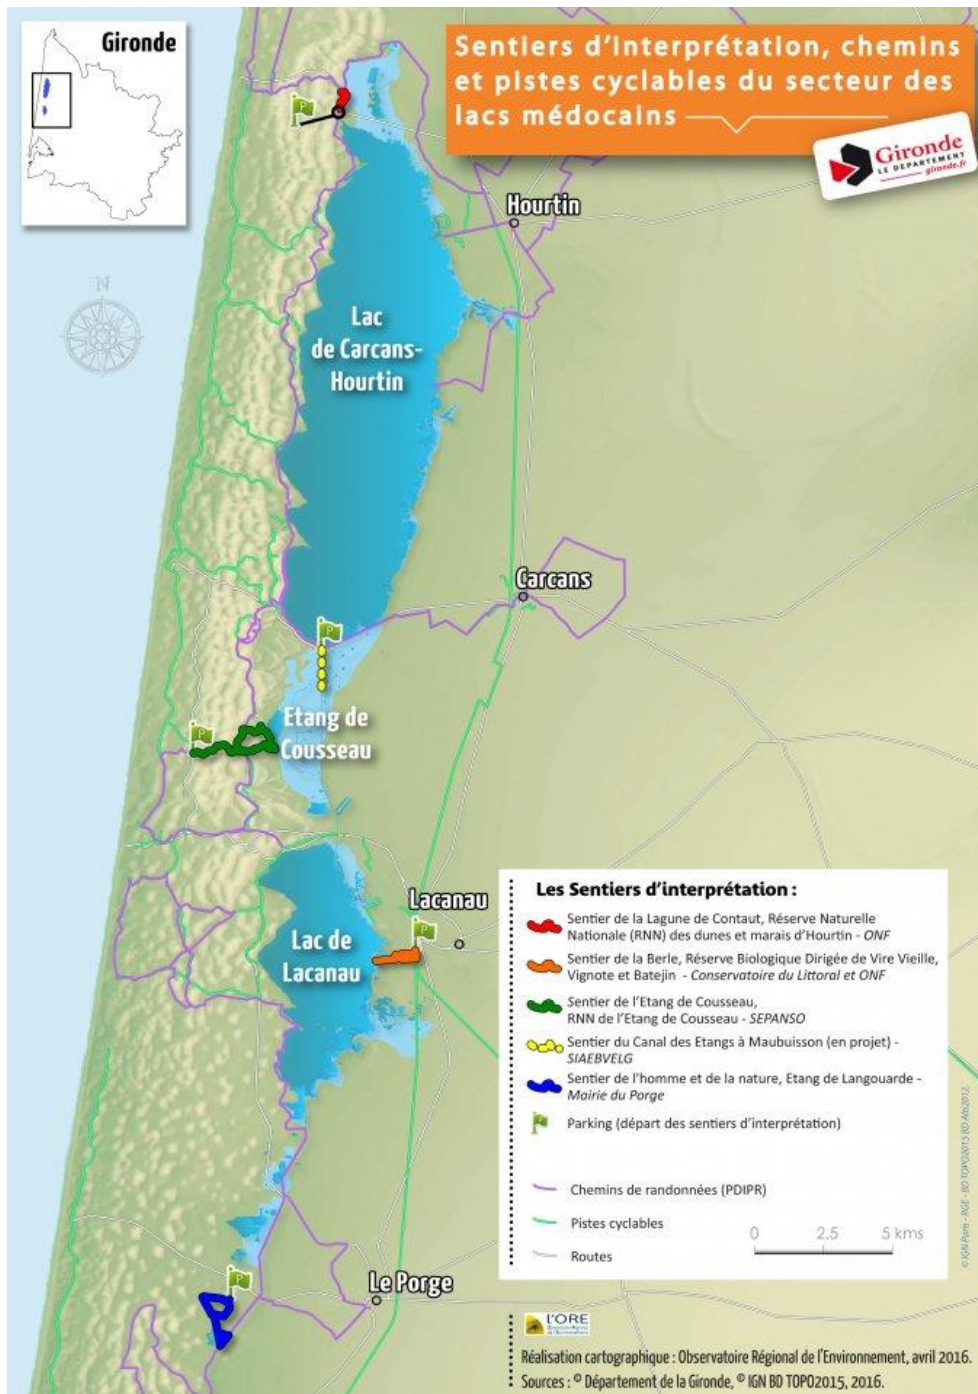 Gironde
Sentiers d'interprétation, chemins
et pistes cyclables du secteur des
lacs médocains
Gironde
LE DÉPARTEMENT
gironde.fr
P
Hourtin
N
Lac
de Carcans-
Hourtin
Carcans
P
Etang de
Cousseau
P
Lacanau
P
Lac de
Lacanau
Les Sentiers d'interprétation :
Sentier de la Lagune de Contaut, Réserve Naturelle
Nationale (RNN) des dunes et marais d'Hourtin - ONF
Sentier de la Berle, Réserve Biologique Dirigée de Vire Vieille,
Vignote et Batejin - Conservatoire du Littoral et ONF
Sentier de l'Etang de Cousseau,
RNN de l'Etang de Cousseau - SEPANSO
Sentier du Canal des Etangs à Maubuisson (en projet) -
SIAEBVELG
Sentier de l'homme et de la nature, Etang de Langouarde -
Mairie du Porge
P
Parking (départ des sentiers d'interprétation)
Chemins de randonnées (PDIPR)
Pistes cyclables
Routes
0 2.5 5 kms
P
Le Porge
L'ORE
Réalisation cartographique : Observatoire Régional de l'Environnement, avril 2016.
Sources : © Département de la Gironde, © IGN BD TOPO2015, 2016.